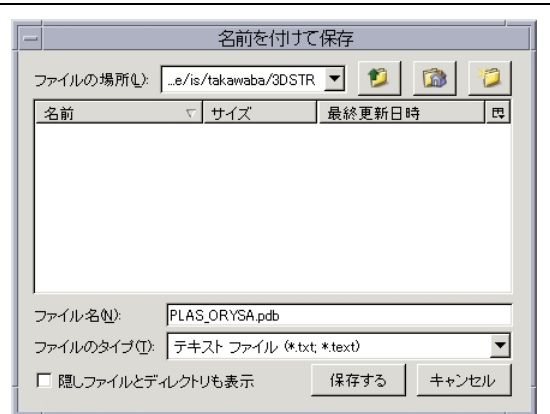 名前を付けて保存
ファイルの場所(L): ...e/is/takawaba/3DSTR
名前 サイズ 最終更新日時
ファイル名(N): PLAS_ORYSA.pdb
ファイルのタイプ(T): テキスト ファイル (*.txt; *.text)
隠しファイルとディレクトリも表示 保存する キャンセル